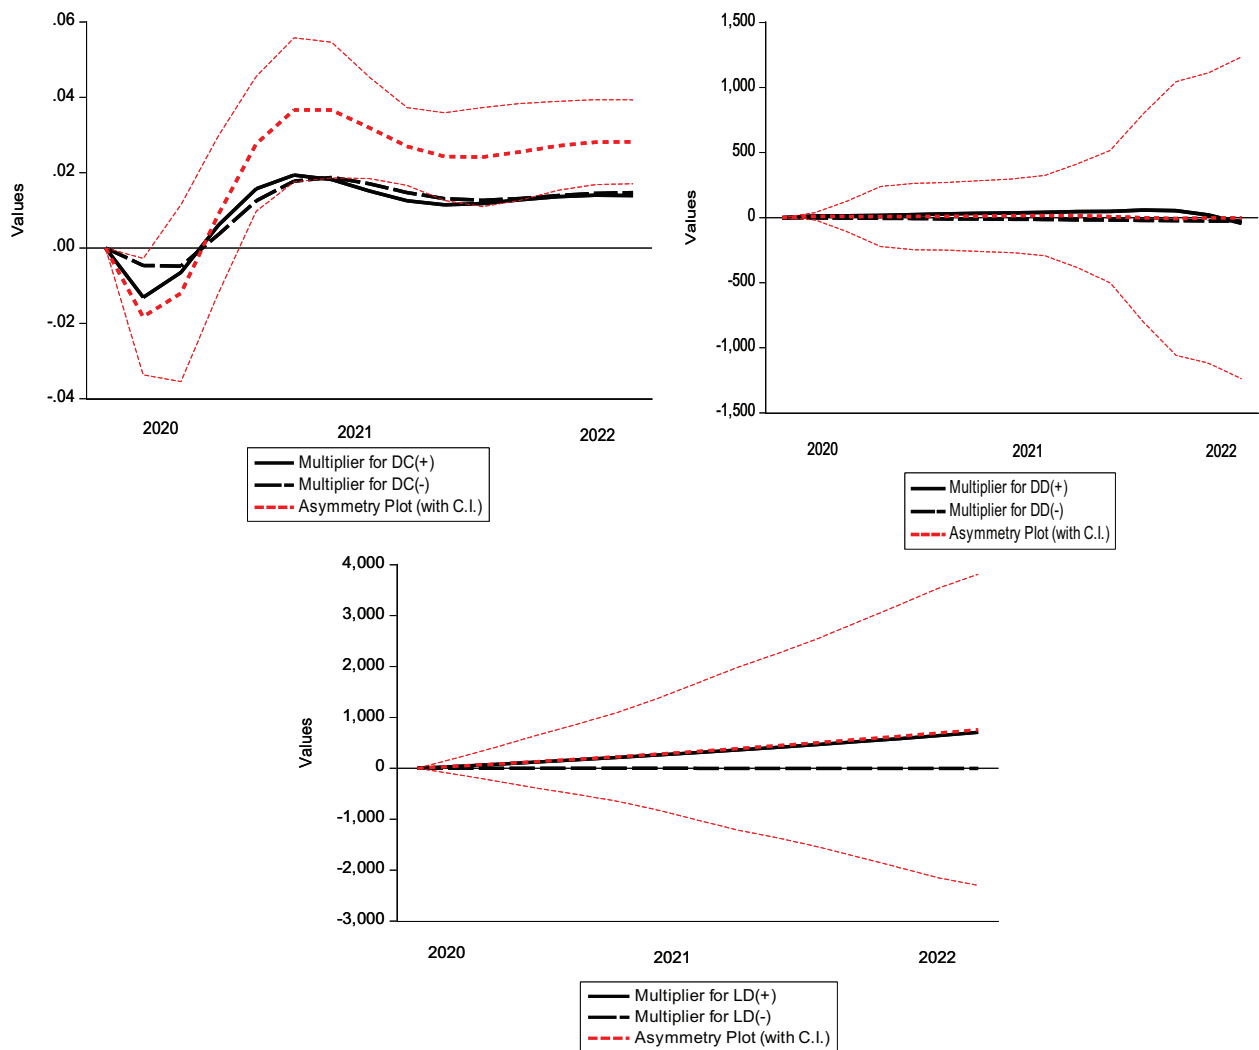 .06
.04
.02
.00
-.02
-.04
Values
2020
2021
2022
Multiplier for DC(+)
Multiplier for DC(-)
Asymmetry Plot (with C.I.)
1,500
1,000
500
0
-500
-1,000
-1,500
Values
2020
2021
2022
Multiplier for DD(+)
Multiplier for DD(-)
Asymmetry Plot (with C.I.)
4,000
3,000
2,000
1,000
0
-1,000
-2,000
-3,000
Values
2020
2021
2022
Multiplier for LD(+)
Multiplier for LD(-)
Asymmetry Plot (with C.I.)